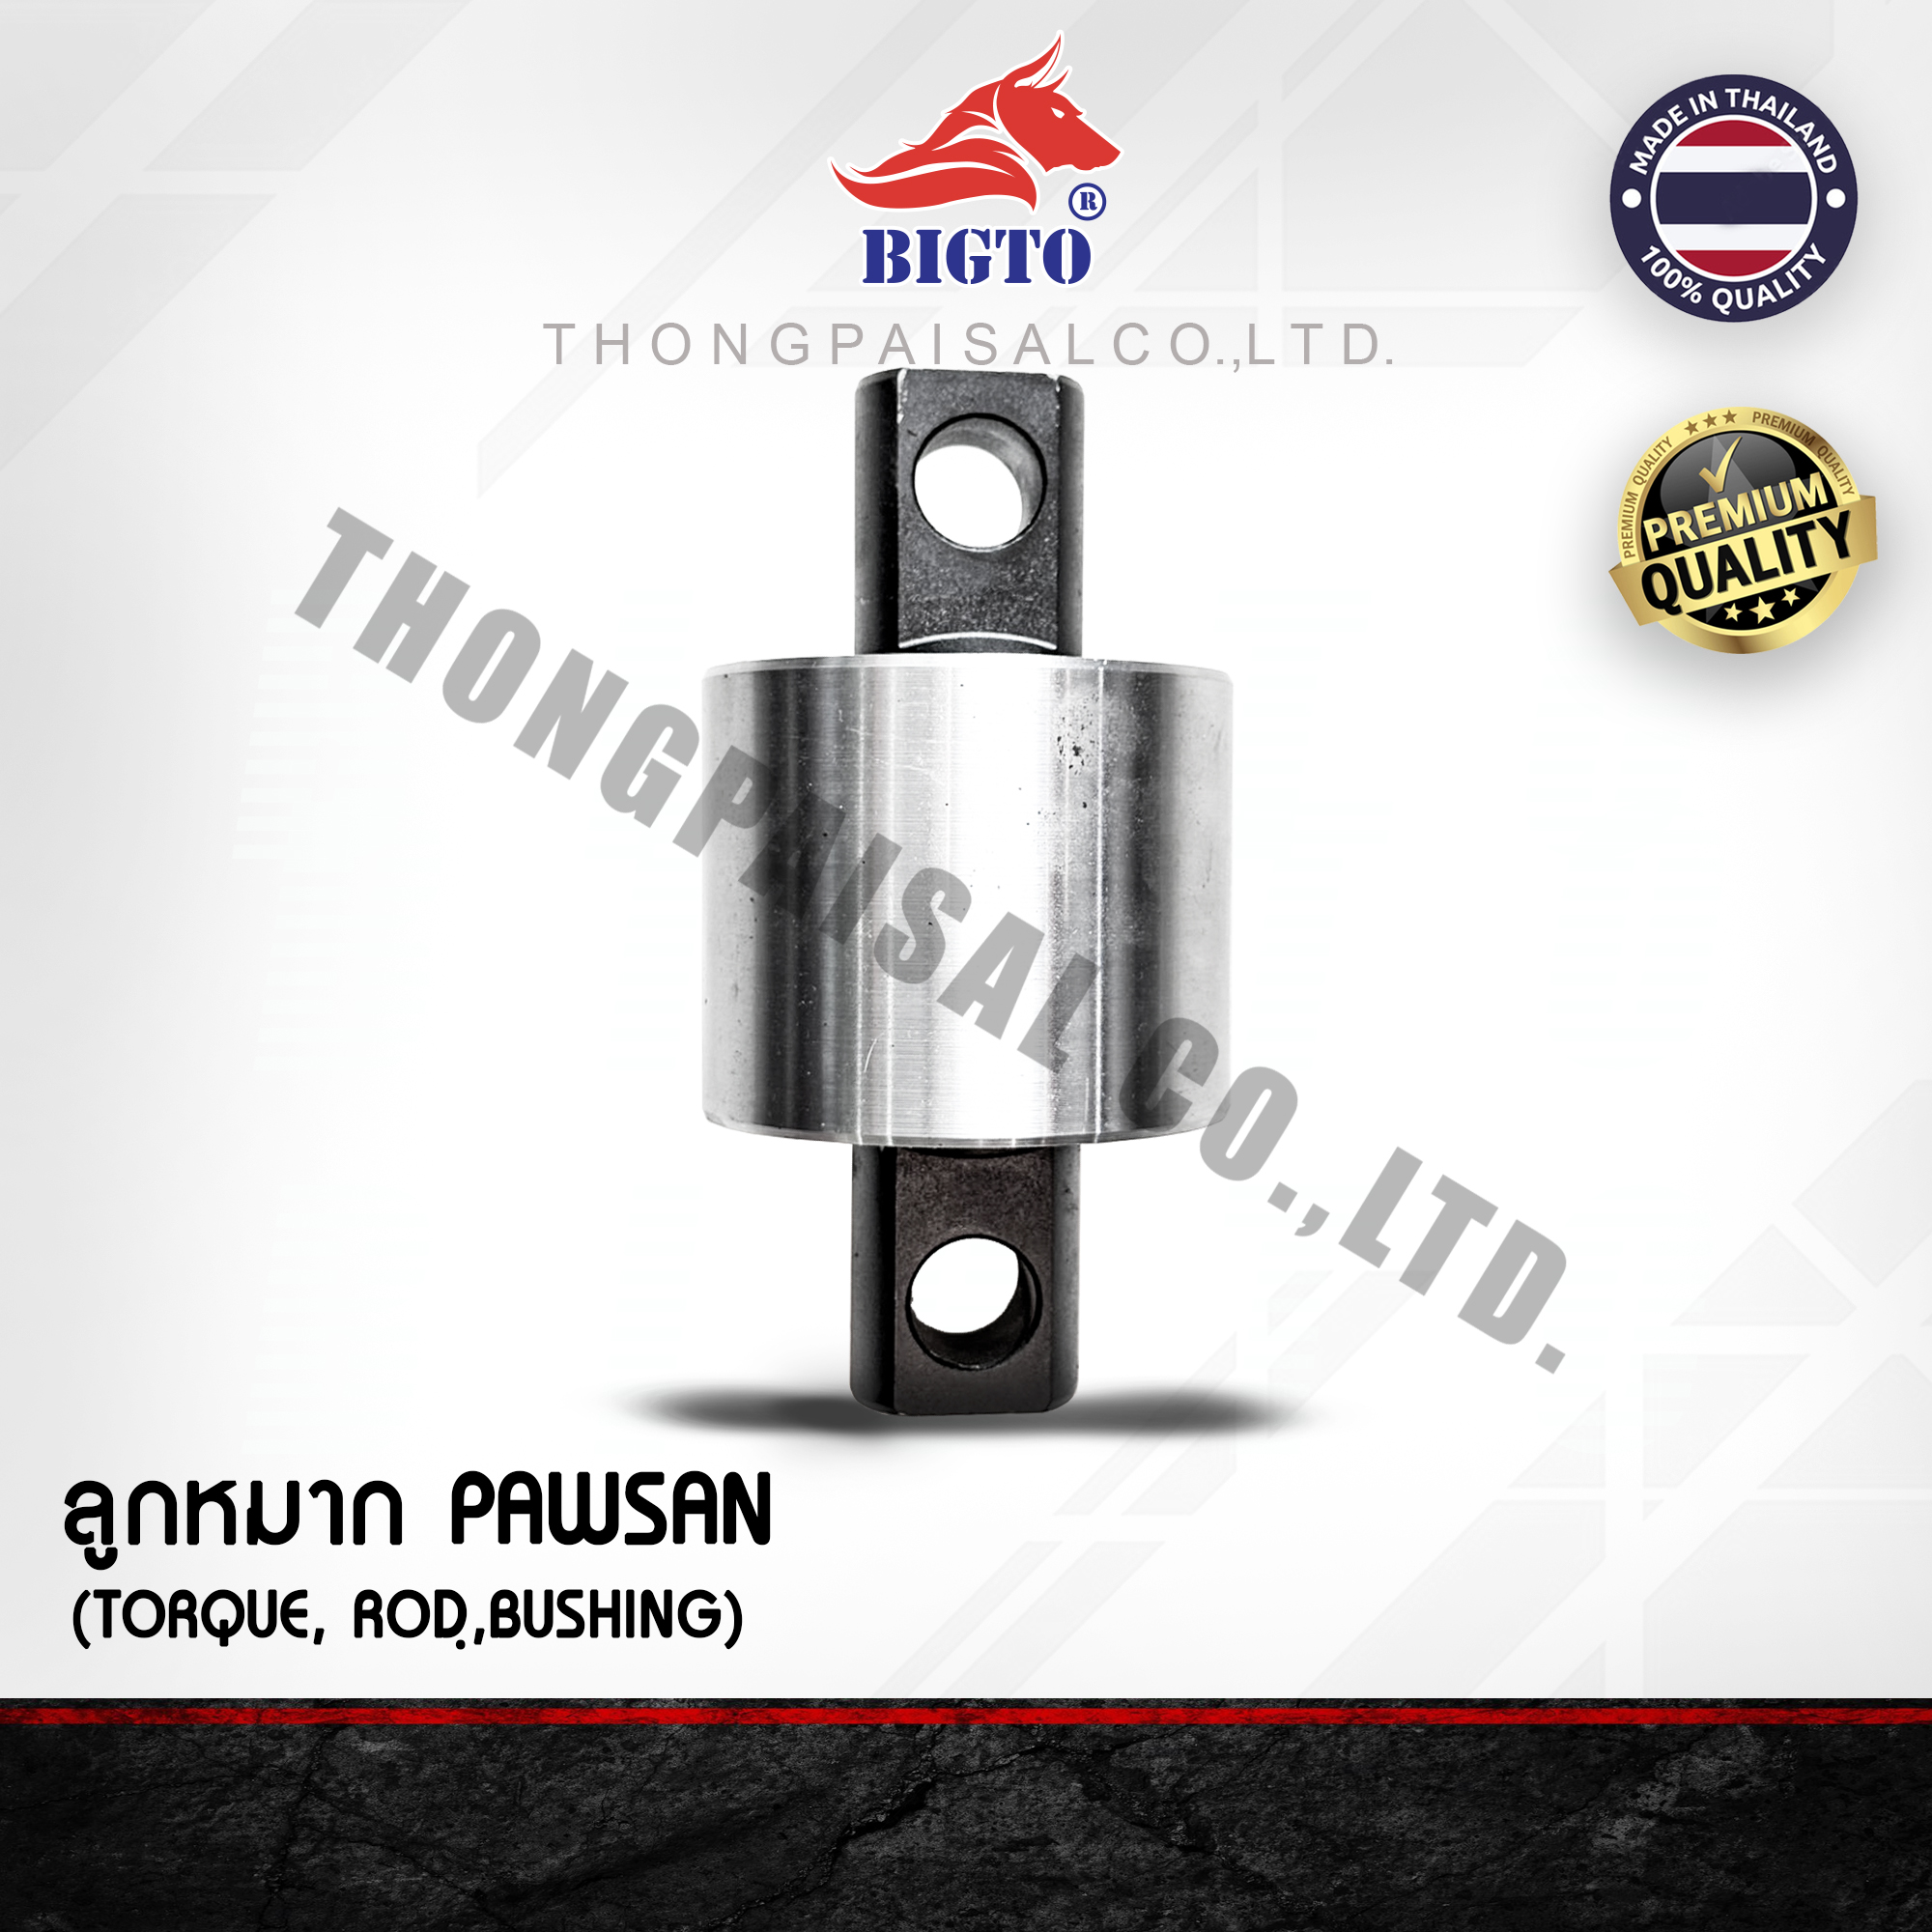 BIGTO
®
THONGPAISALCO.,LTD.
MADE IN THAILAND
100% QUALITY
PREMIUM QUALITY ★★★ PREMIUM QUALITY
PREMIUM
QUALITY
THONGPAISAL CO.,LTD.
ลูกหมาก PAWSAN
(TORQUE, ROD.,BUSHING)